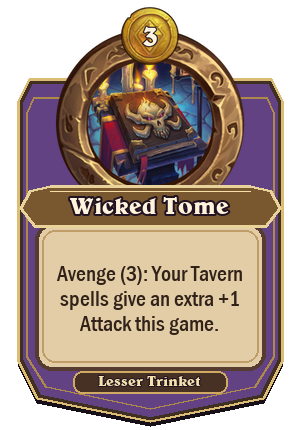 3
Wicked Tome
Avenge (3): Your Tavern
spells give an extra +1
Attack this game.
Lesser Trinket